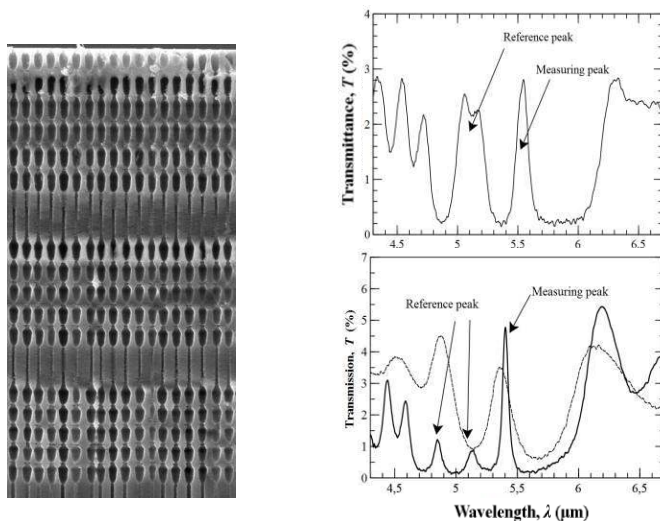 Transmittance, T (%)
4
3
2
1
0
Reference peak
Measuring peak
4.5 5 5.5 6 6.5
Transmission, T (%)
7
6
5
4
3
2
1
0
Measuring peak
Reference peak
4,5 5 5,5 6 6,5
Wavelength, λ (μm)